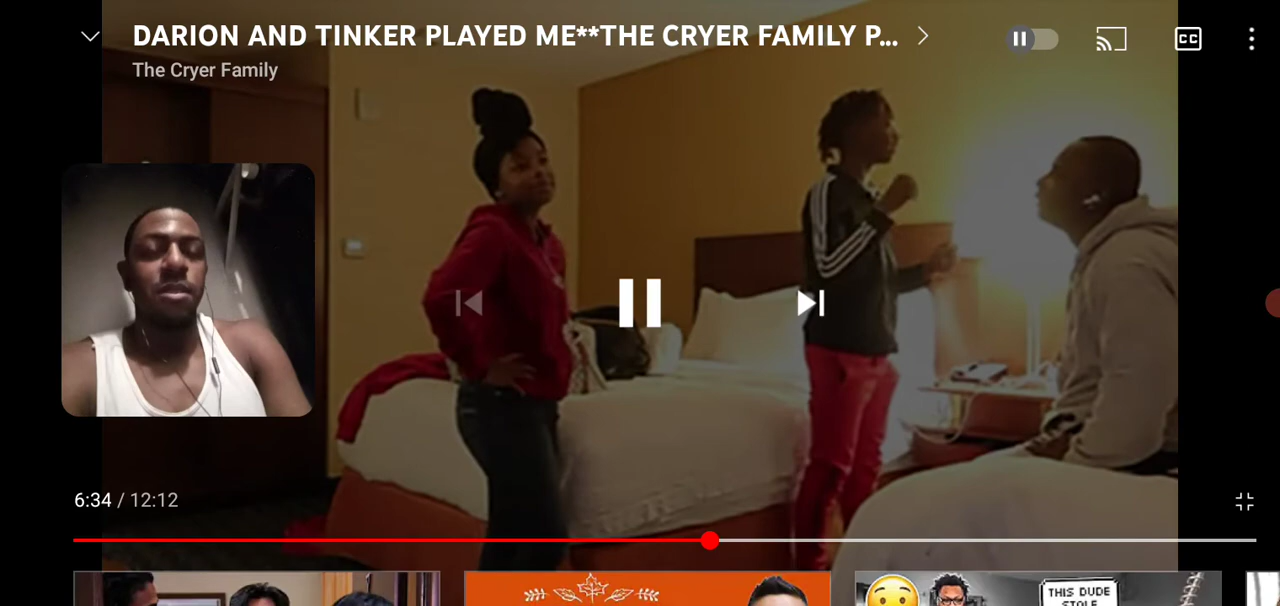 DARION AND TINKER PLAYED ME**THE CRYER FAMILY P...
The Cryer Family
CC
6:34 / 12:12
THIS DUDE
STOLE